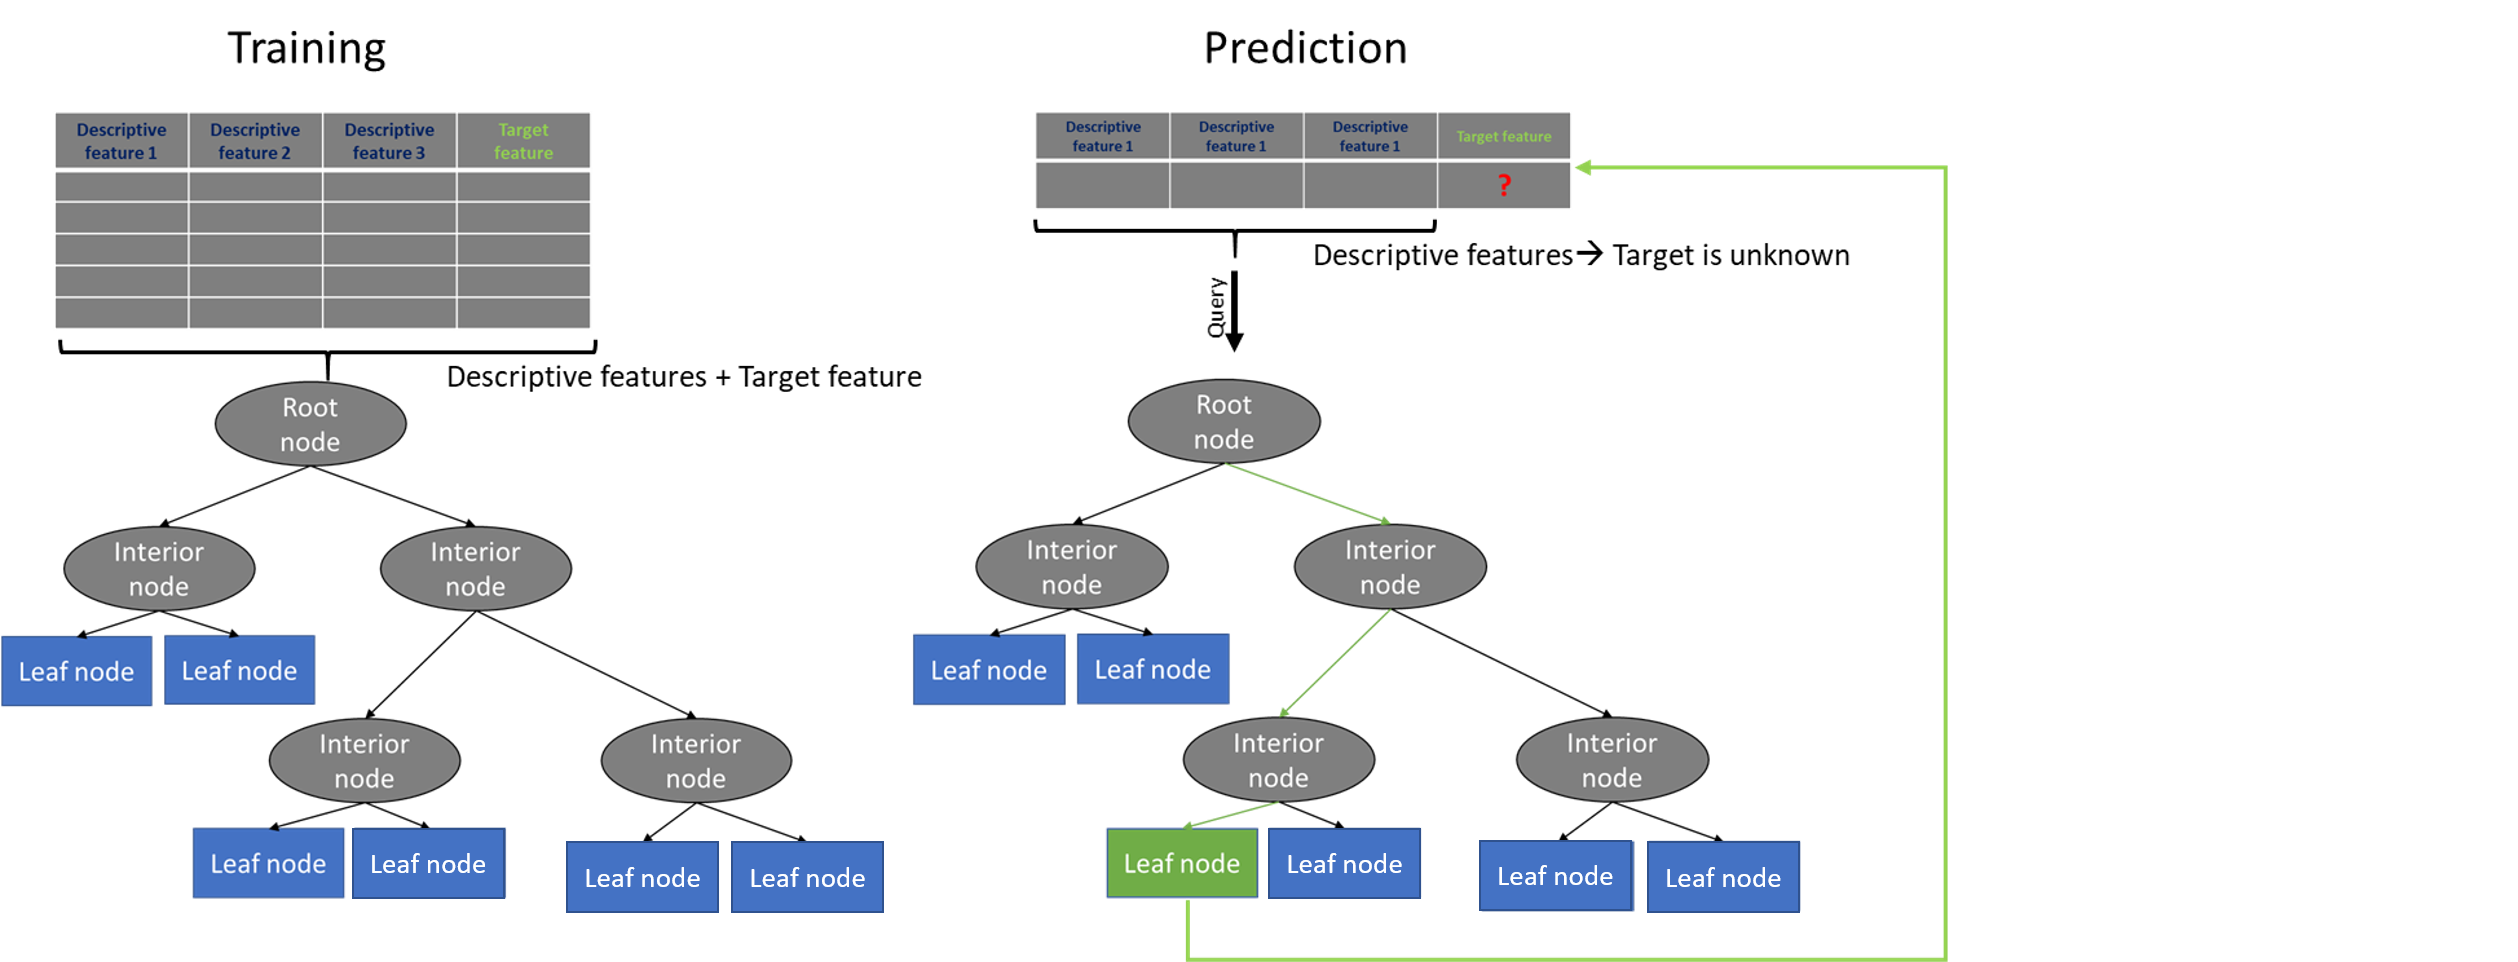 Training
Descriptive
feature 1
Descriptive
feature 2
Descriptive
feature 3
Target
feature
Descriptive features + Target feature
Root
node
Interior
node
Interior
node
Leaf node
Leaf node
Interior
node
Interior
node
Leaf node
Leaf node
Leaf node
Leaf node
Prediction
Descriptive
feature 1
Descriptive
feature 1
Descriptive
feature 1
Target feature
?
Descriptive features→ Target is unknown
Query
Root
node
Interior
node
Interior
node
Leaf node
Leaf node
Interior
node
Interior
node
Leaf node
Leaf node
Leaf node
Leaf node